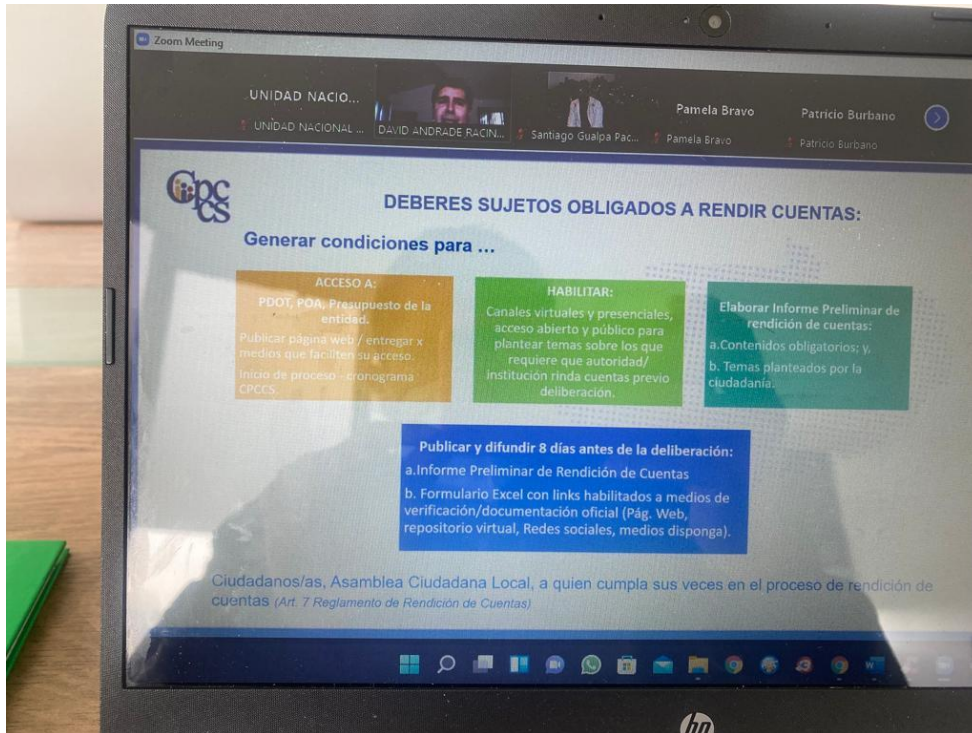 Zoom Meeting
UNIDAD NACIO...
Pamela Bravo
Patricio Burbano
UNIDAD NACIONAL ...
DAVID ANDRADE RACIN...
Santiago Gualpa Pac...
Pamela Bravo
Patricio Burbano
Cpc
cs
DEBERES SUJETOS OBLIGADOS A RENDIR CUENTAS:
Generar condiciones para ...
ACCESO A:
PDOT, POA, Presupuesto de la
entidad.
Publicar página web / entregar x
medios que faciliten su acceso.
Inicio de proceso - cronograma
CPCCS.
HABILITAR:
Canales virtuales y presenciales,
acceso abierto y público para
plantear temas sobre los que
requiere que autoridad/
institución rinda cuentas previo
deliberación.
Elaborar Informe Preliminar de
rendición de cuentas:
a.Contenidos obligatorios; y,
b. Temas planteados por la
ciudadanía.
Publicar y difundir 8 días antes de la deliberación:
a.Informe Preliminar de Rendición de Cuentas
b. Formulario Excel con links habilitados a medios de
verificación/documentación oficial (Pág. Web,
repositorio virtual, Redes sociales, medios disponga).
Ciudadanos/as, Asamblea Ciudadana Local, a quien cumpla sus veces en el proceso de rendición de
cuentas (Art. 7 Reglamento de Rendición de Cuentas)
hp